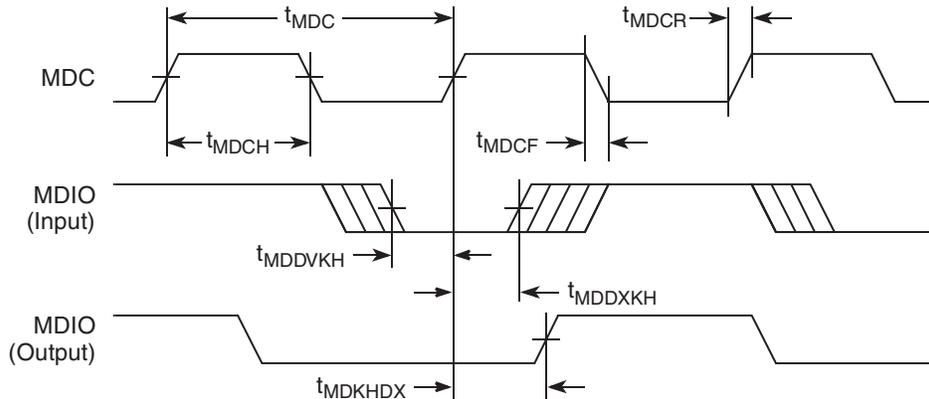 tMDC
tMDCR
MDC
tMDCH
tMDCF
MDIO
(Input)
tMDDVKH
tMDDXKH
MDIO
(Output)
tMDKHDX